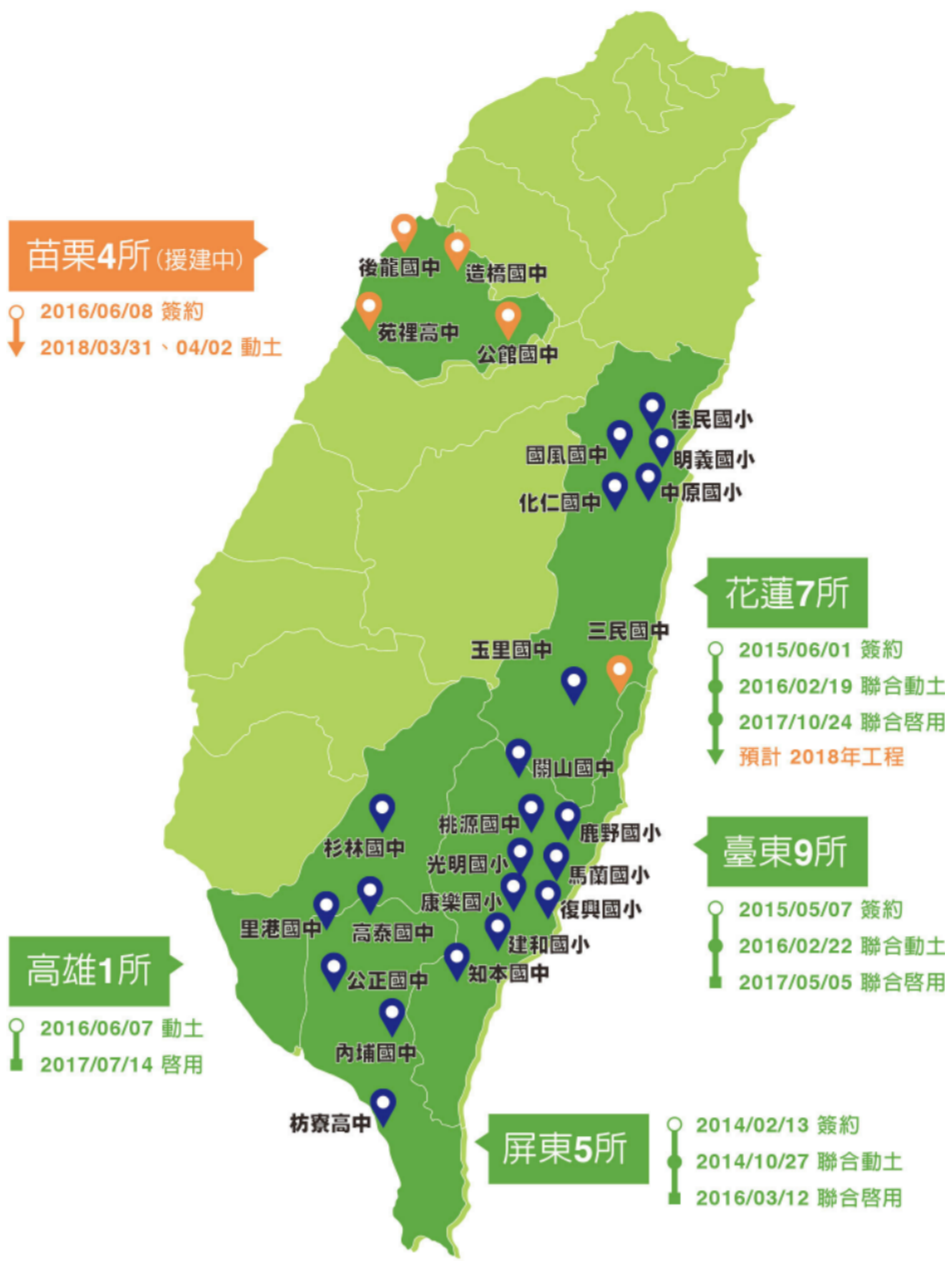 苗栗4所(援建中)
2016/06/08 簽約
2018/03/31、04/02 動土
後龍國中
造橋國中
苑裡高中
公館國中
佳民國小
國風國中
明義國小
化仁國中
中原國小
花蓮7所
2015/06/01 簽約
2016/02/19 聯合動土
2017/10/24 聯合啓用
預計 2018年工程
三民國中
玉里國中
關山國中
桃源國中
鹿野國小
杉林國中
光明國小
馬蘭國小
康樂國小
復興國小
臺東9所
2015/05/07 簽約
2016/02/22 聯合動土
2017/05/05 聯合啓用
里港國中
高泰國中
建和國小
知本國中
公正國中
高雄1所
2016/06/07 動土
2017/07/14 啓用
內埔國中
枋寮高中
屏東5所
2014/02/13 簽約
2014/10/27 聯合動土
2016/03/12 聯合啓用